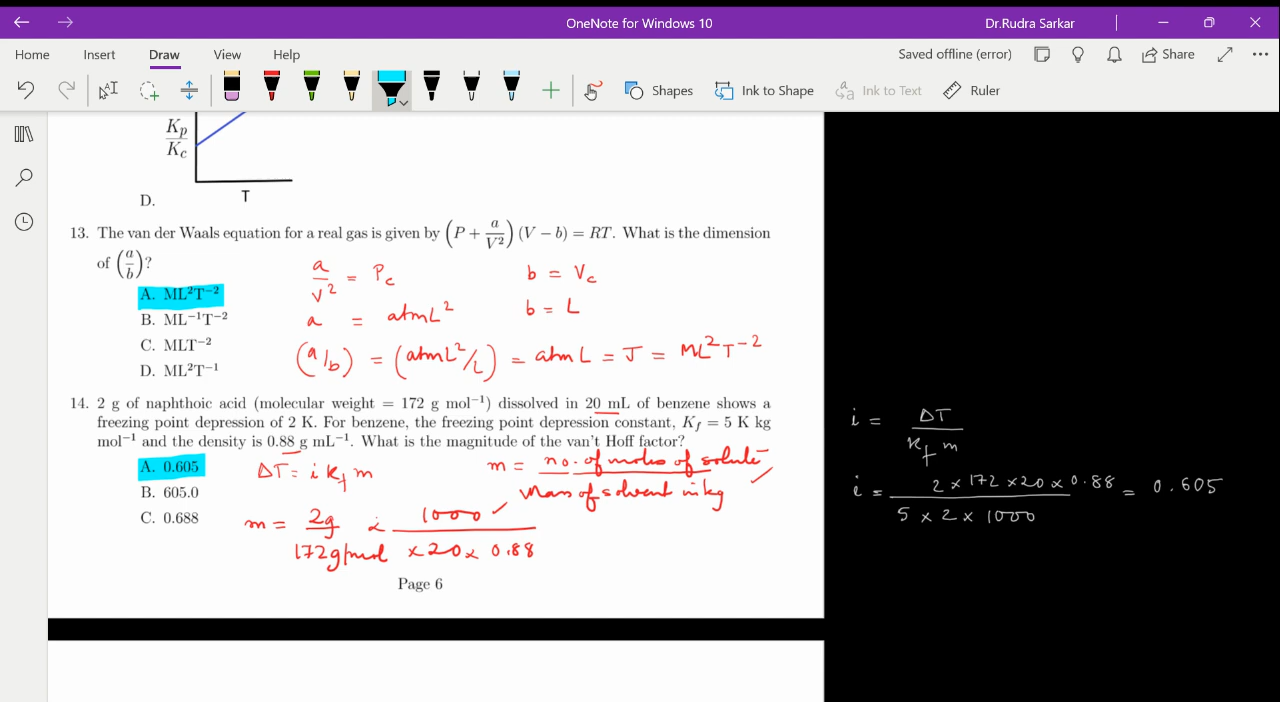 OneNote for Windows 10
Dr.Rudra Sarkar
Home Insert Draw View Help
Saved offline (error) Share
Shapes Ink to Shape Ink to Text Ruler
K_p/K_c
T
D.
13. The van der Waals equation for a real gas is given by (P + a/V²) (V − b) = RT. What is the dimension
of (a/b)?
a/V² = Pc
b = Vc
A. ML²T⁻²
a = atmL²
b = L
B. ML⁻¹T⁻²
C. MLT⁻²
(a/b) = (atmL²/L) = atm L = J = ML²T⁻²
D. ML²T⁻¹
14. 2 g of naphthoic acid (molecular weight = 172 g mol⁻¹) dissolved in 20 mL of benzene shows a
freezing point depression of 2 K. For benzene, the freezing point depression constant, K_f = 5 K kg
mol⁻¹ and the density is 0.88 g mL⁻¹. What is the magnitude of the van't Hoff factor?
A. 0.605
ΔT = i K_f m
m = no. of moles of solute / Mass of solvent in kg
B. 605.0
C. 0.688
m = 2g / 172g/mol × 1000 / × 20 × 0.88
Page 6
i = ΔT / K_f m
i = 2 × 172 × 20 × 0.88 / 5 × 2 × 1000 = 0.605